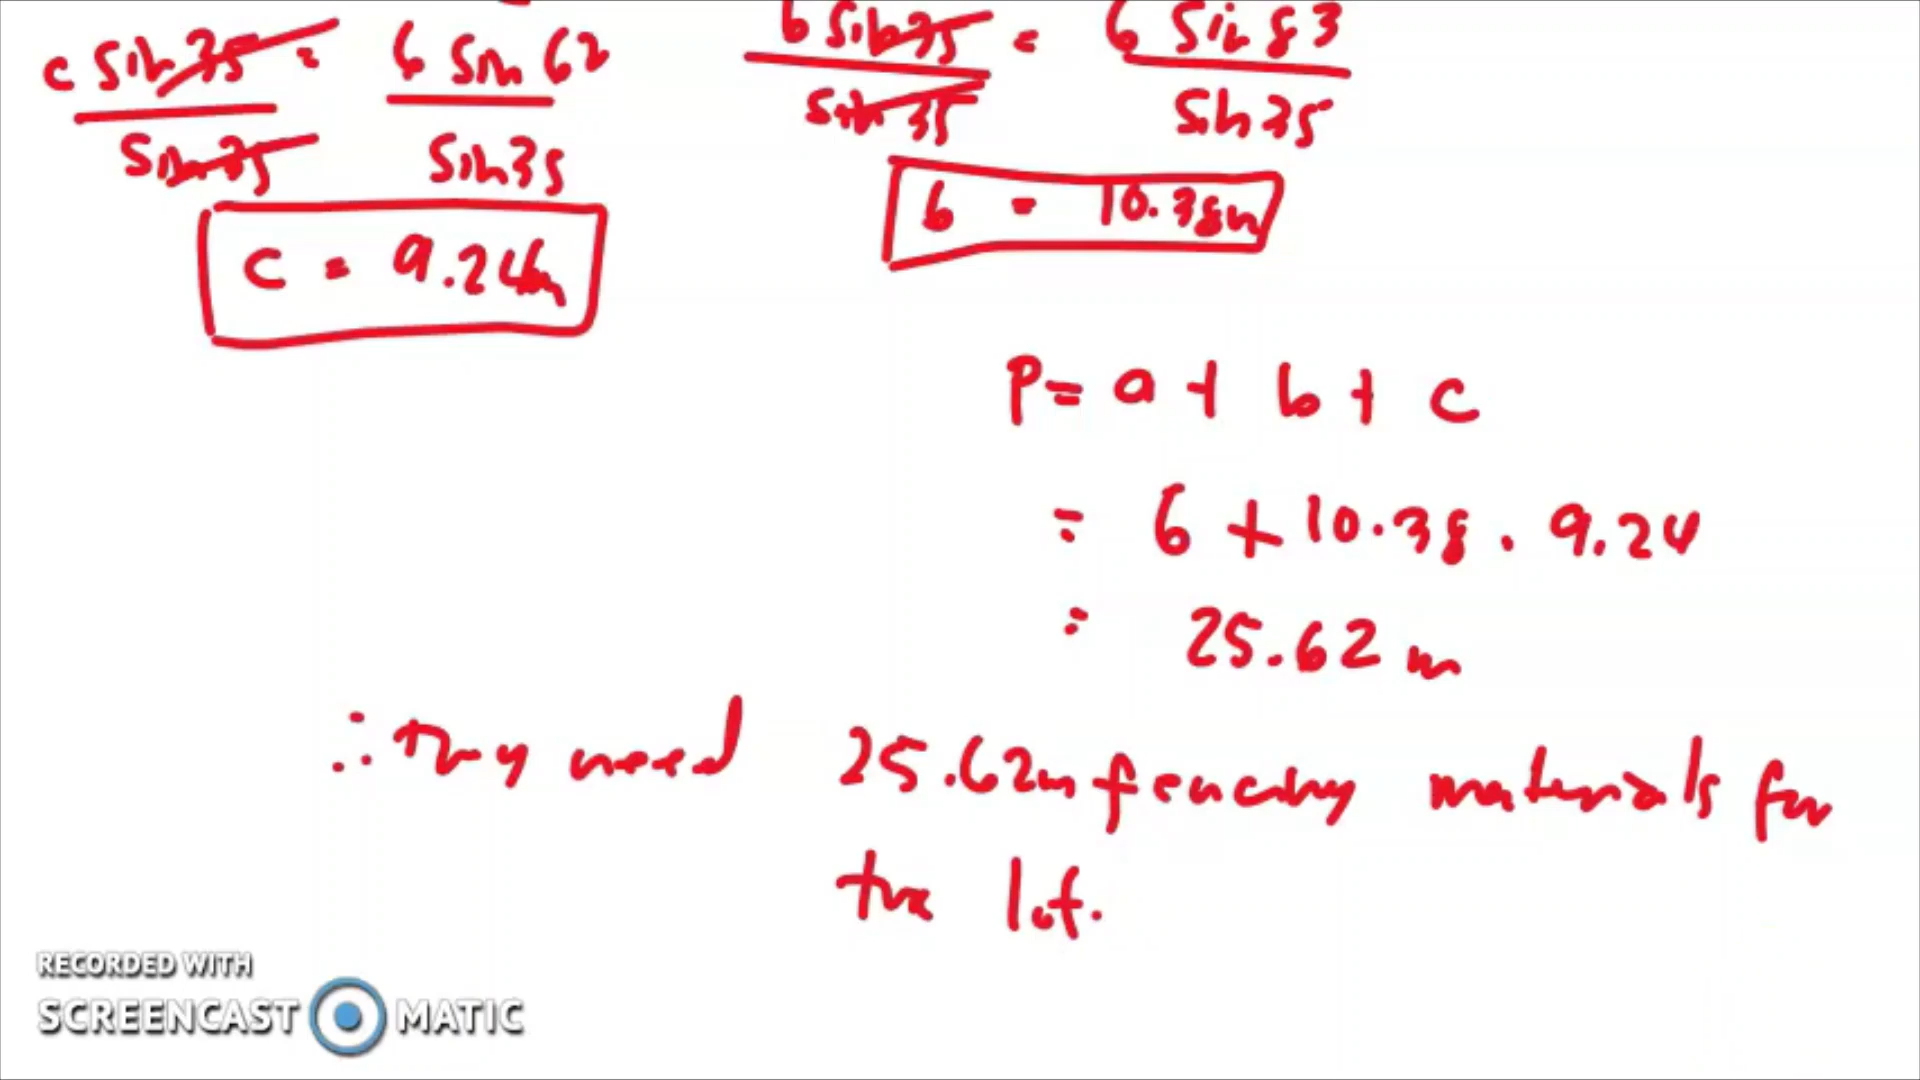 c sin 35 = 6 sin 62
sin 35 sin 35
c = 9.24m
b sin 35 = 6 sin 83
sin 35 sin 35
b = 10.38m
P = a + b + c
= 6 + 10.38 . 9.24
= 25.62 m
∴ they need 25.62m fencing materials for
the lot.
RECORDED WITH
SCREENCAST MATIC